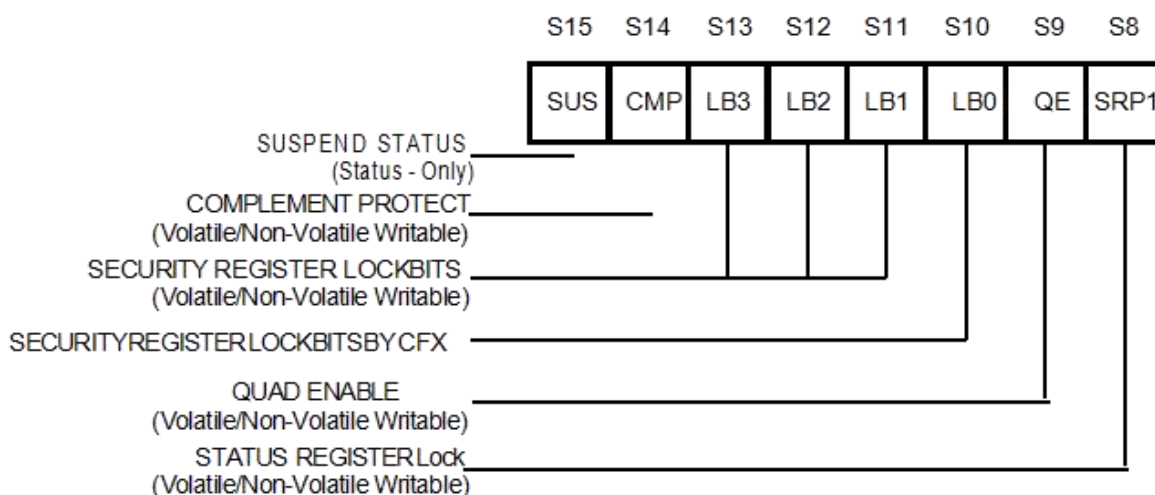 S15 S14 S13 S12 S11 S10 S9 S8
SUS CMP LB3 LB2 LB1 LB0 QE SRP1
SUSPEND STATUS
(Status - Only)
COMPLEMENT PROTECT
(Volatile/Non-Volatile Writable)
SECURITY REGISTER LOCKBITS
(Volatile/Non-Volatile Writable)
SECURITYREGISTERLOCKBITSBYCFX
QUAD ENABLE
(Volatile/Non-Volatile Writable)
STATUS REGISTERLock
(Volatile/Non-Volatile Writable)